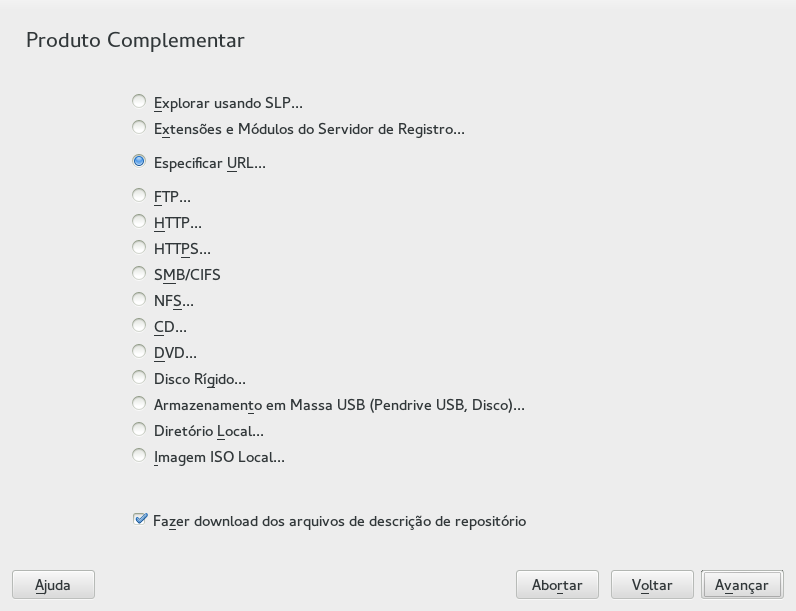 Produto Complementar
Explorar usando SLP...
Extensões e Módulos do Servidor de Registro...
Especificar URL...
FTP...
HTTP...
HTTPS...
SMB/CIFS
NFS...
CD...
DVD...
Disco Rígido...
Armazenamento em Massa USB (Pendrive USB, Disco)...
Diretório Local...
Imagem ISO Local...
Fazer download dos arquivos de descrição de repositório
Ajuda Abortar Voltar Avançar